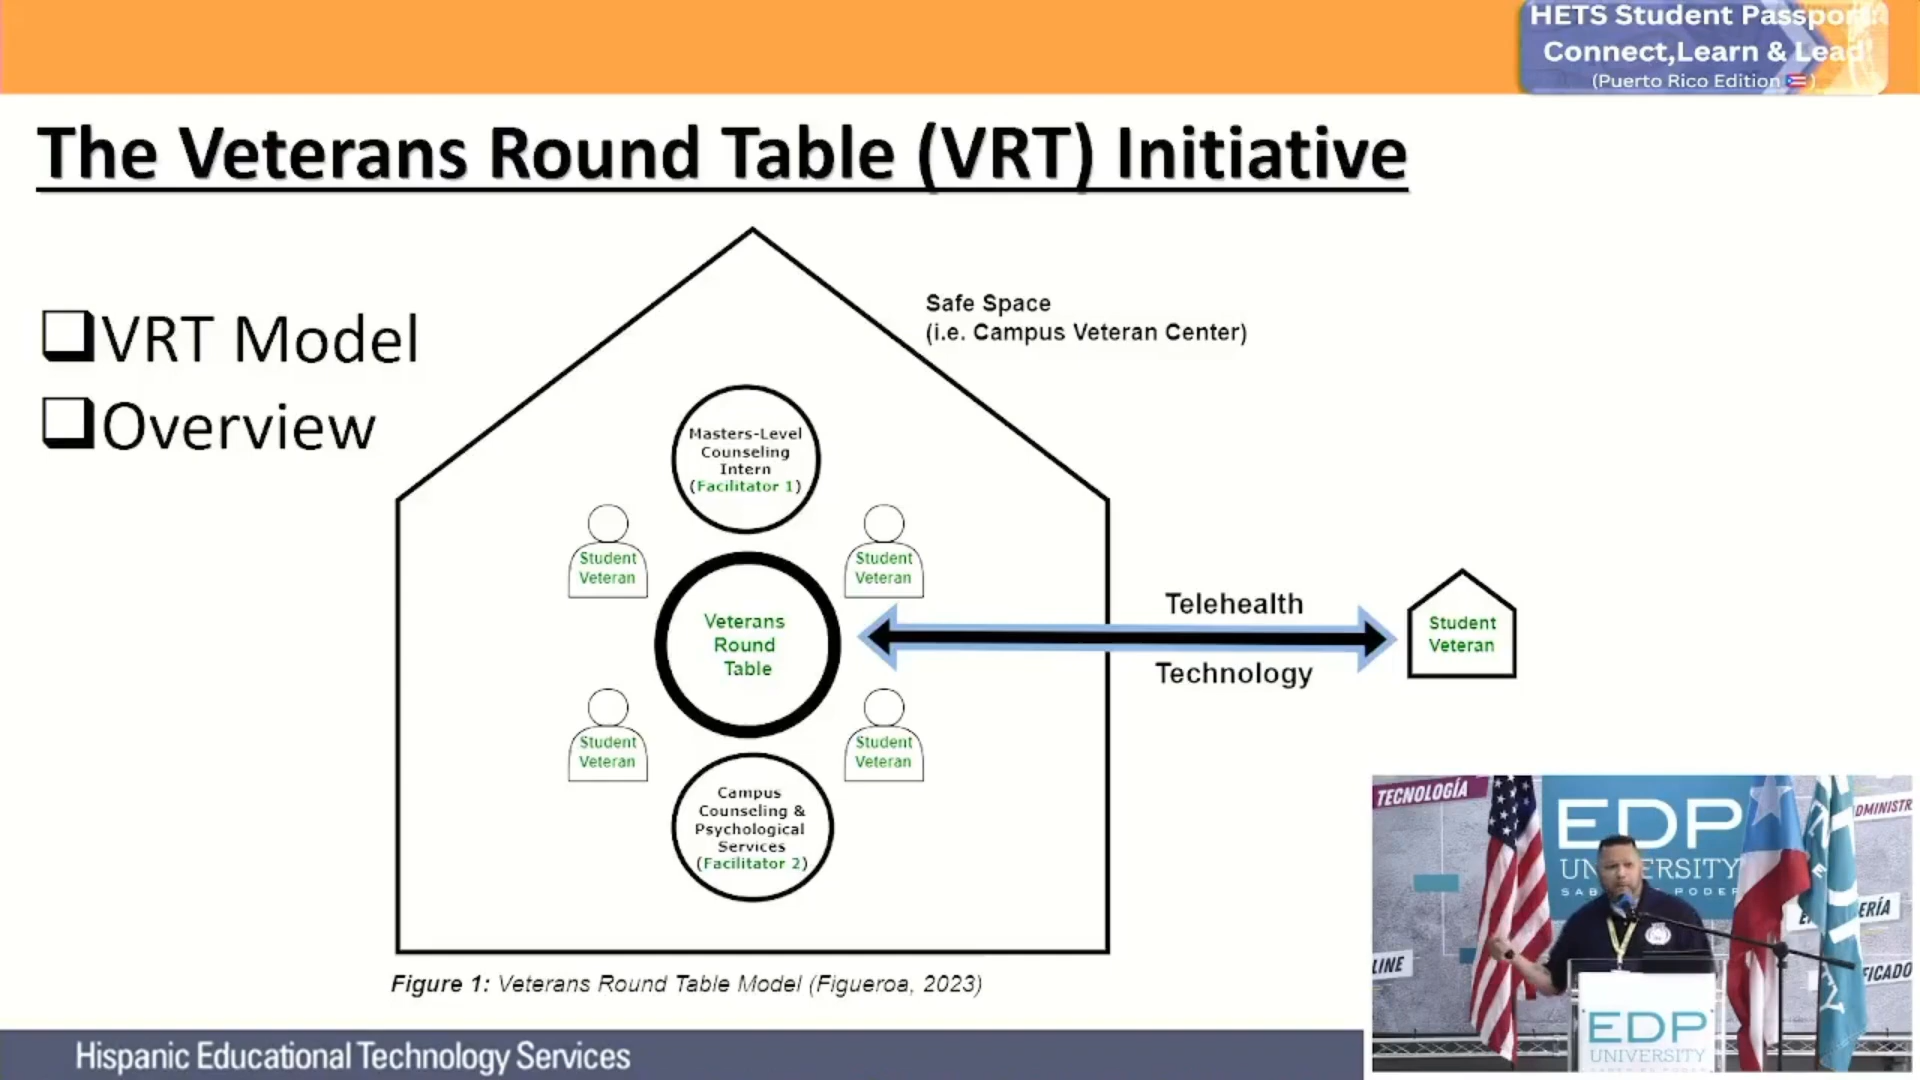 HETS Student Passport:
Connect,Learn & Lead!
(Puerto Rico Edition )
The Veterans Round Table (VRT) Initiative
VRT Model
Overview
Safe Space
(i.e. Campus Veteran Center)
Masters-Level
Counseling
Intern
(Facilitator 1)
Student
Veteran
Student
Veteran
Veterans
Round
Table
Telehealth
Technology
Student
Veteran
Student
Veteran
Student
Veteran
Campus
Counseling &
Psychological
Services
(Facilitator 2)
Figure 1: Veterans Round Table Model (Figueroa, 2023)
Hispanic Educational Technology Services
TECNOLOGÍA
EDP
UNIVERSITY
PODER
DMINISTR
ERÍA
LINE
FICADO
EDP
UNIVERSITY